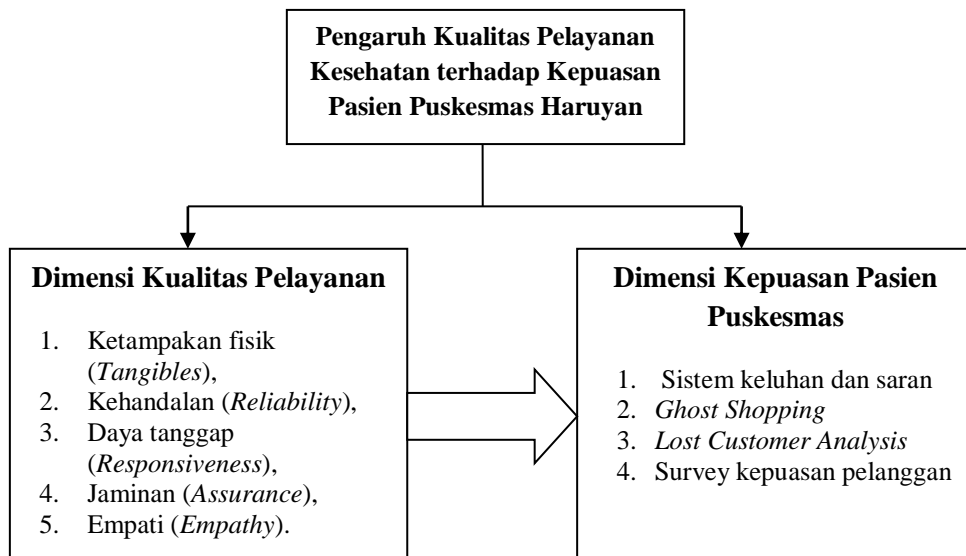 Pengaruh Kualitas Pelayanan
Kesehatan terhadap Kepuasan
Pasien Puskesmas Haruyan
Dimensi Kualitas Pelayanan
1. Ketampakan fisik
(Tangibles),
2. Kehandalan (Reliability),
3. Daya tanggap
(Responsiveness),
4. Jaminan (Assurance),
5. Empati (Empathy).
Dimensi Kepuasan Pasien
Puskesmas
1. Sistem keluhan dan saran
2. Ghost Shopping
3. Lost Customer Analysis
4. Survey kepuasan pelanggan